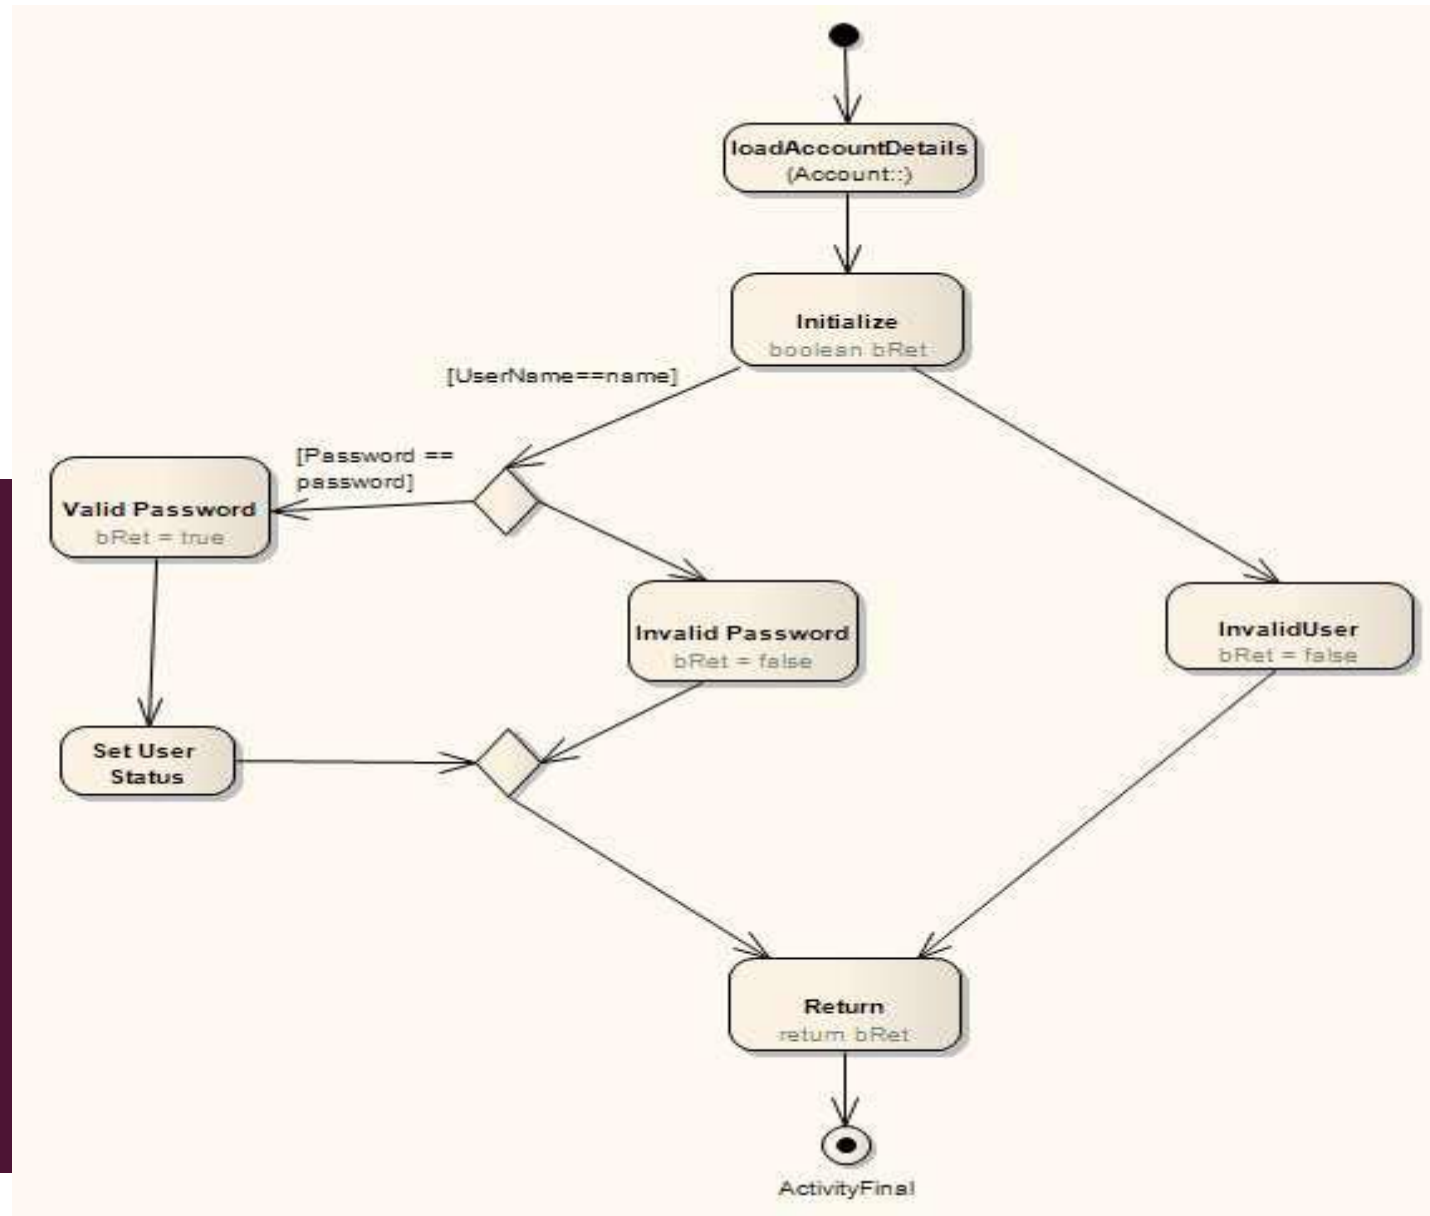 loadAccountDetails
(Account::)
Initialize
boolean bRet
[UserName==name]
[Password ==
password]
Valid Password
bRet = true
Invalid Password
bRet = false
InvalidUser
bRet = false
Set User
Status
Return
return bRet
ActivityFinal